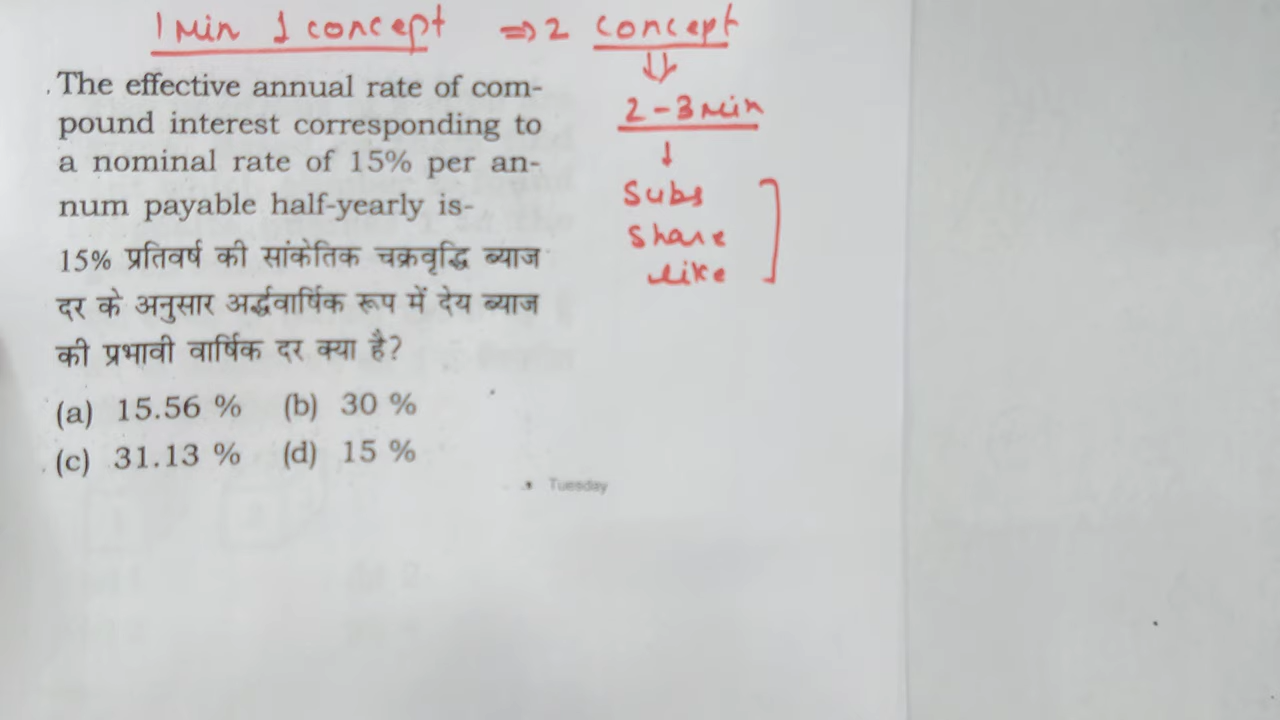 1 Min 1 concept ⇒ 2 concept
⇓
2-3 Min
↓
Subs
Share
like
.The effective annual rate of com-
pound interest corresponding to
a nominal rate of 15% per an-
num payable half-yearly is-
15% प्रतिवर्ष की सांकेतिक चक्रवृद्धि ब्याज
दर के अनुसार अर्द्धवार्षिक रूप में देय ब्याज
की प्रभावी वार्षिक दर क्या है?
(a) 15.56 % (b) 30 %
(c) 31.13 % (d) 15 %
Tuesday